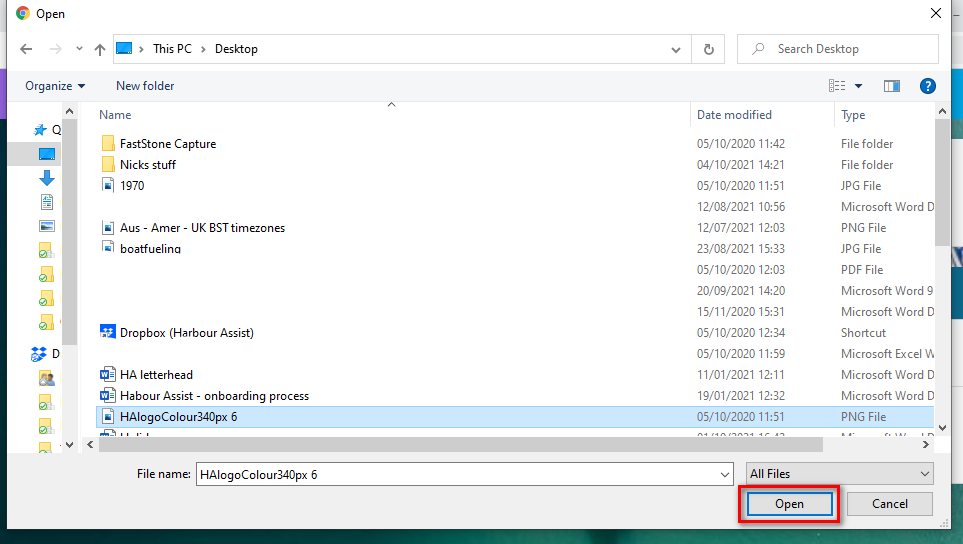 Open
This PC > Desktop
Search Desktop
Organize
New folder
?
Name Date modified Type
FastStone Capture 05/10/2020 11:42 File folder
Nicks stuff 04/10/2021 14:21 File folder
1970 05/10/2020 11:51 JPG File
12/08/2021 10:56 Microsoft Word D
Aus - Amer - UK BST timezones 12/07/2021 12:03 PNG File
boatfueling 23/08/2021 15:33 JPG File
05/10/2020 12:03 PDF File
20/09/2021 14:20 Microsoft Word 9
15/11/2020 15:31 Microsoft Word D
Dropbox (Harbour Assist) 05/10/2020 12:34 Shortcut
05/10/2020 11:59 Microsoft Excel W
HA letterhead 11/01/2021 12:11 Microsoft Word D
Habour Assist - onboarding process 19/01/2021 12:32 Microsoft Word D
HAlogoColour340px 6 05/10/2020 11:51 PNG File
Q
D
File name: HAlogoColour340px 6 All Files
Open Cancel